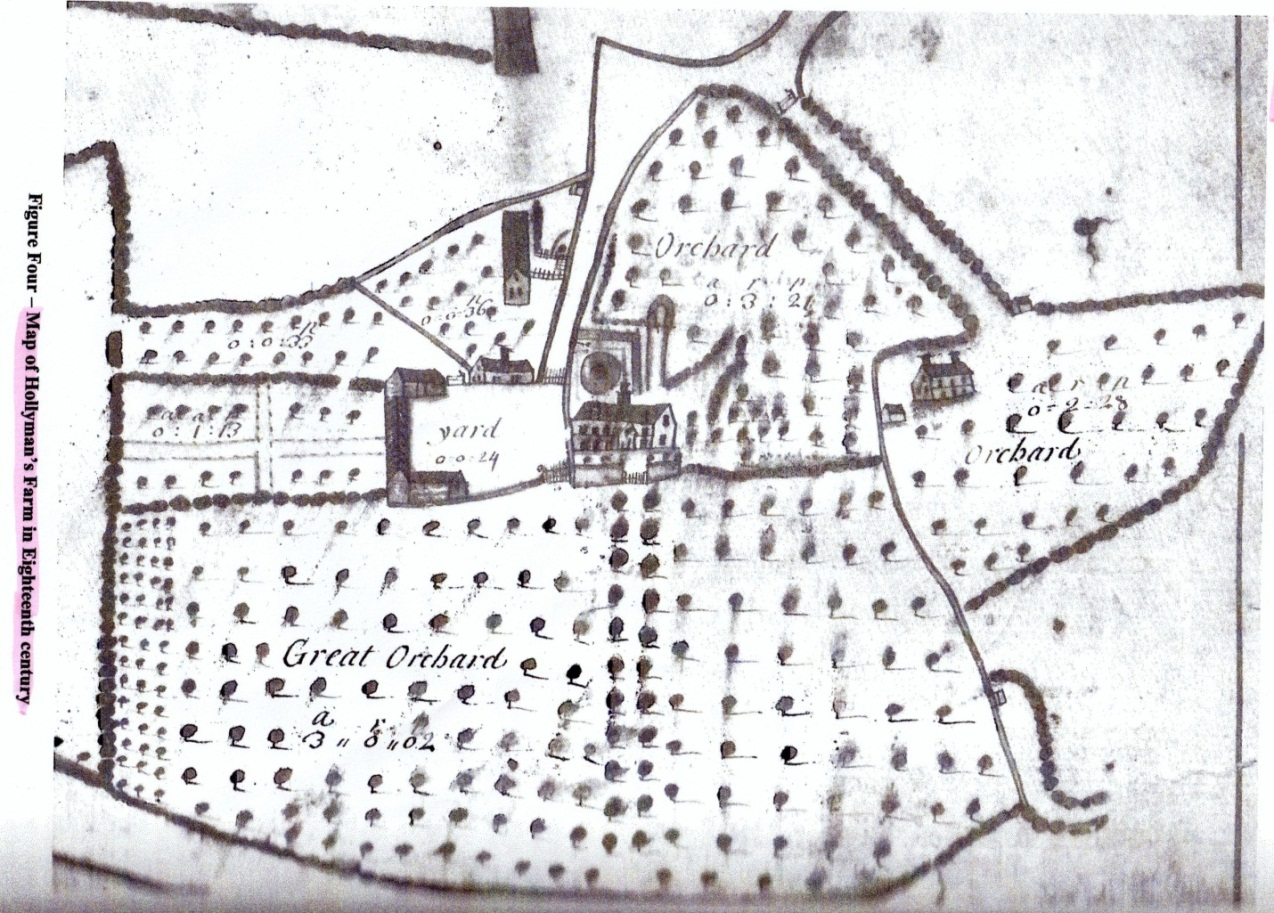 Figure Four – Map of Hollyman's Farm in Eighteenth century
Orchard
a r p
0 : 3 : 21
p
0 : 0 : 36
p
0 : 0 : 33
a r p
0 : 1 : 13
yard
0 : 0 : 24
a r p
0 = 2 = 28
Orchard
Great Orchard
a r p
3 " 0 " 02